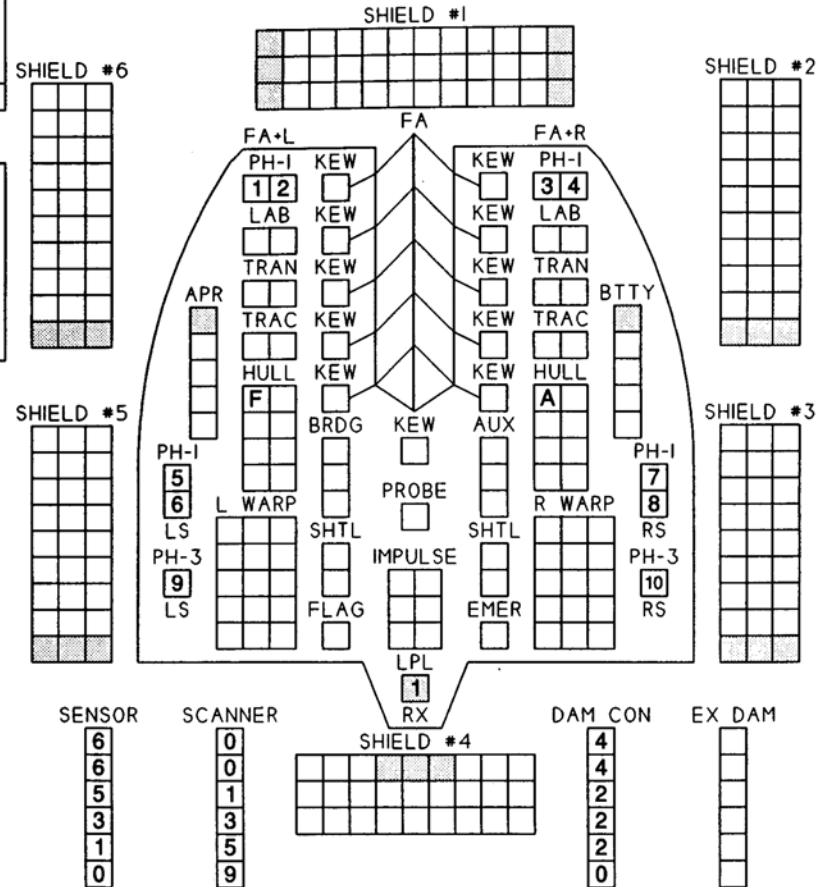 SHIELD #1
SHIELD #6
SHIELD #2
FA
FA+L
FA+R
PH-1 KEW KEW PH-1
1 2 3 4
LAB KEW KEW LAB
TRAN KEW KEW TRAN
APR BTTY
TRAC KEW KEW TRAC
HULL KEW KEW HULL
F A
SHIELD #5 SHIELD #3
BRDG KEW AUX
PH-1 PH-1
5 7
6 8
LS RS
PROBE
L WARP R WARP
SHTL SHTL
PH-3 IMPULSE PH-3
9 10
LS RS
FLAG EMER
LPL
1
RX
SENSOR SCANNER DAM CON EX DAM
SHIELD #4
6 0 4
6 0 4
5 1 2
3 3 2
1 5 2
0 9 0